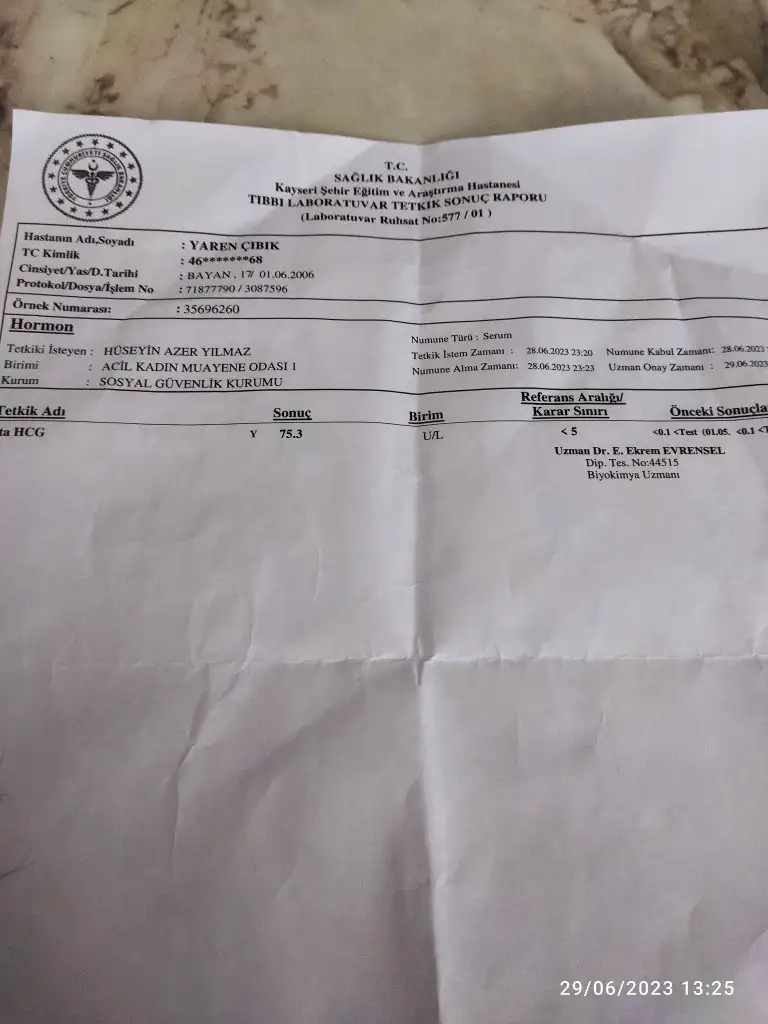 T.C.
SAĞLIK BAKANLIĞI
Kayseri Şehir Eğitim ve Araştırma Hastanesi
TIBBI LABORATUVAR TETKIK SONUÇ RAPORU
(Laboratuvar Ruhsat No:577 / 01 )
Hastanın Adı,Soyadı : YAREN ÇIBIK
TC Kimlik : 46*******68
Cinsiyet/Yas/D.Tarihi : BAYAN , 17/ 01.06.2006
Protokol/Dosya/İşlem No : 71877790 / 3087596
Örnek Numarası: : 35696260
Hormon
Numune Türü : Serum
Tetkiki İsteyen : HÜSEYİN AZER YILMAZ
Tetkik İstem Zamanı : 28.06.2023 23:20 Numune Kabul Zamanı: 28.06.2023
Birimi : ACİL KADIN MUAYENE ODASI 1
Numune Alma Zamanı: 28.06.2023 23:23 Uzman Onay Zamanı : 29.06.2023
Kurum : SOSYAL GÜVENLİK KURUMU
Tetkik Adı Sonuç Birim Referans Aralığı/ Karar Sınırı Önceki Sonuçla
ta HCG Y 75.3 U/L < 5 <0.1 <Test (01.05. <0.1 <T
Uzman Dr. E. Ekrem EVRENSEL
Dip. Tes. No:44515
Biyokimya Uzmanı
29/06/2023 13:25